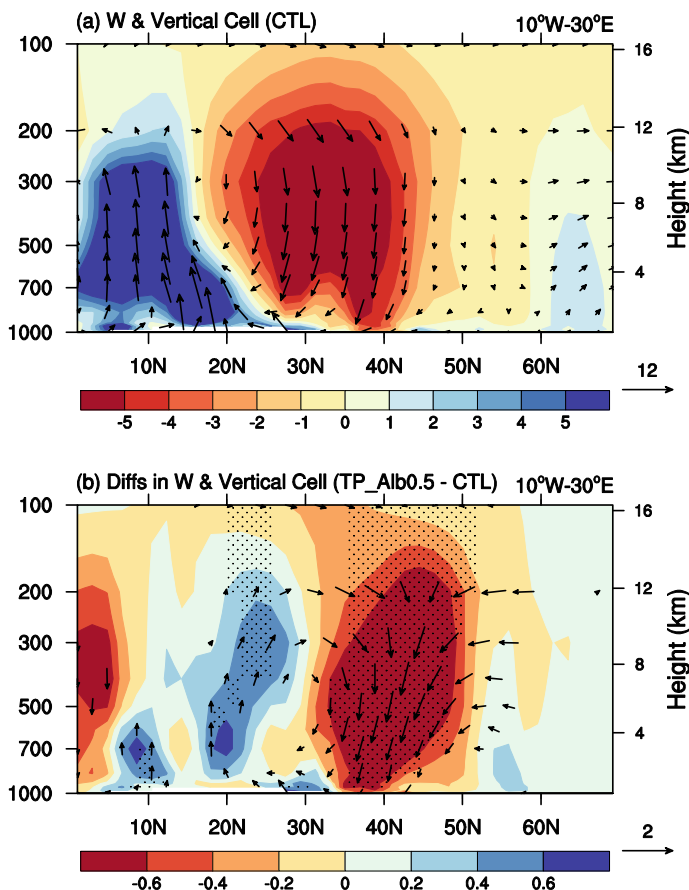 (a) W & Vertical Cell (CTL) 10°W-30°E
100 16
200 12
300
8
500
700 4
1000
Height (km)
10N 20N 30N 40N 50N 60N
12
-5 -4 -3 -2 -1 0 1 2 3 4 5
(b) Diffs in W & Vertical Cell (TP_Alb0.5 - CTL) 10°W-30°E
100 16
200 12
300
8
500
700 4
1000
Height (km)
10N 20N 30N 40N 50N 60N
2
-0.6 -0.4 -0.2 0 0.2 0.4 0.6